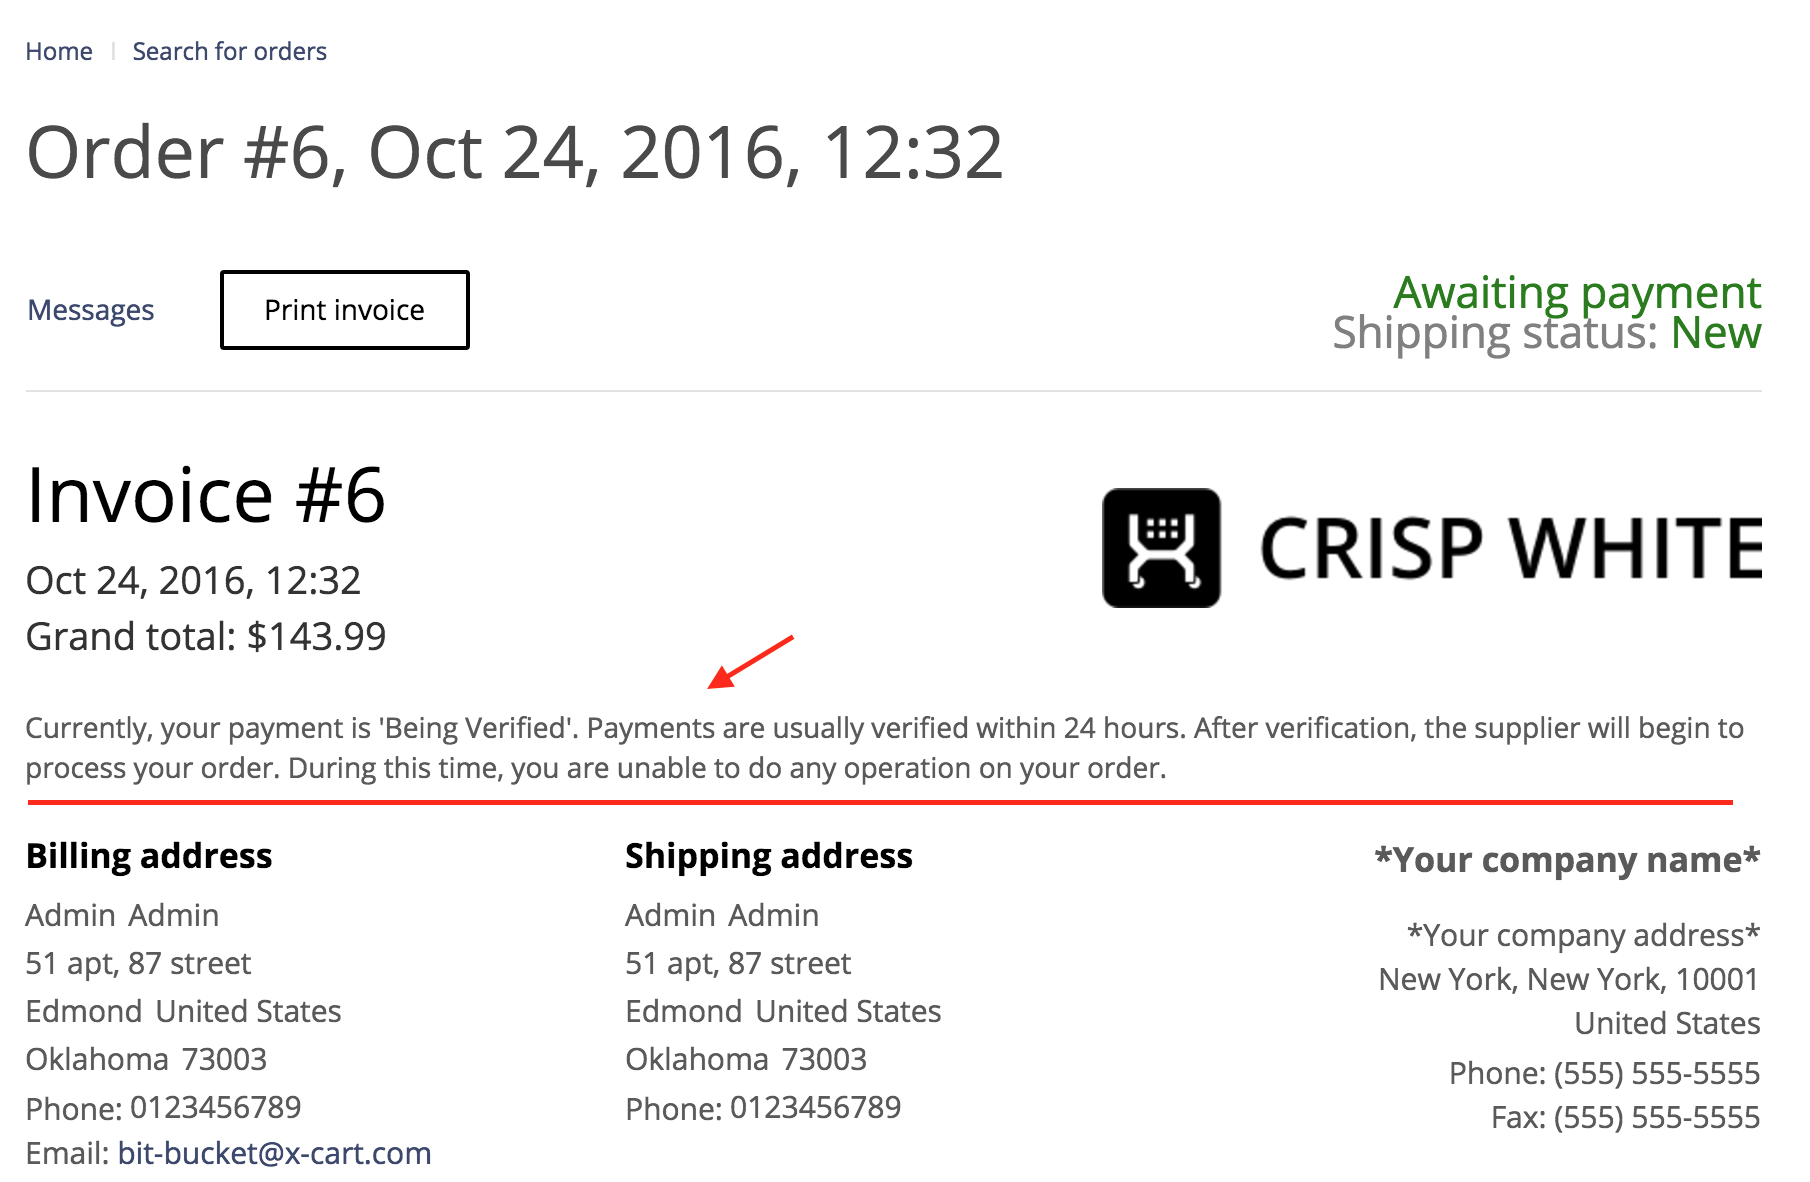 Home | Search for orders
Order #6, Oct 24, 2016, 12:32
Messages
Print invoice
Awaiting payment
Shipping status: New
Invoice #6
CRISP WHITE
Oct 24, 2016, 12:32
Grand total: $143.99
Currently, your payment is 'Being Verified'. Payments are usually verified within 24 hours. After verification, the supplier will begin to
process your order. During this time, you are unable to do any operation on your order.
Billing address
Admin Admin
51 apt, 87 street
Edmond United States
Oklahoma 73003
Phone: 0123456789
Email: bit-bucket@x-cart.com
Shipping address
Admin Admin
51 apt, 87 street
Edmond United States
Oklahoma 73003
Phone: 0123456789
*Your company name*
*Your company address*
New York, New York, 10001
United States
Phone: (555) 555-5555
Fax: (555) 555-5555